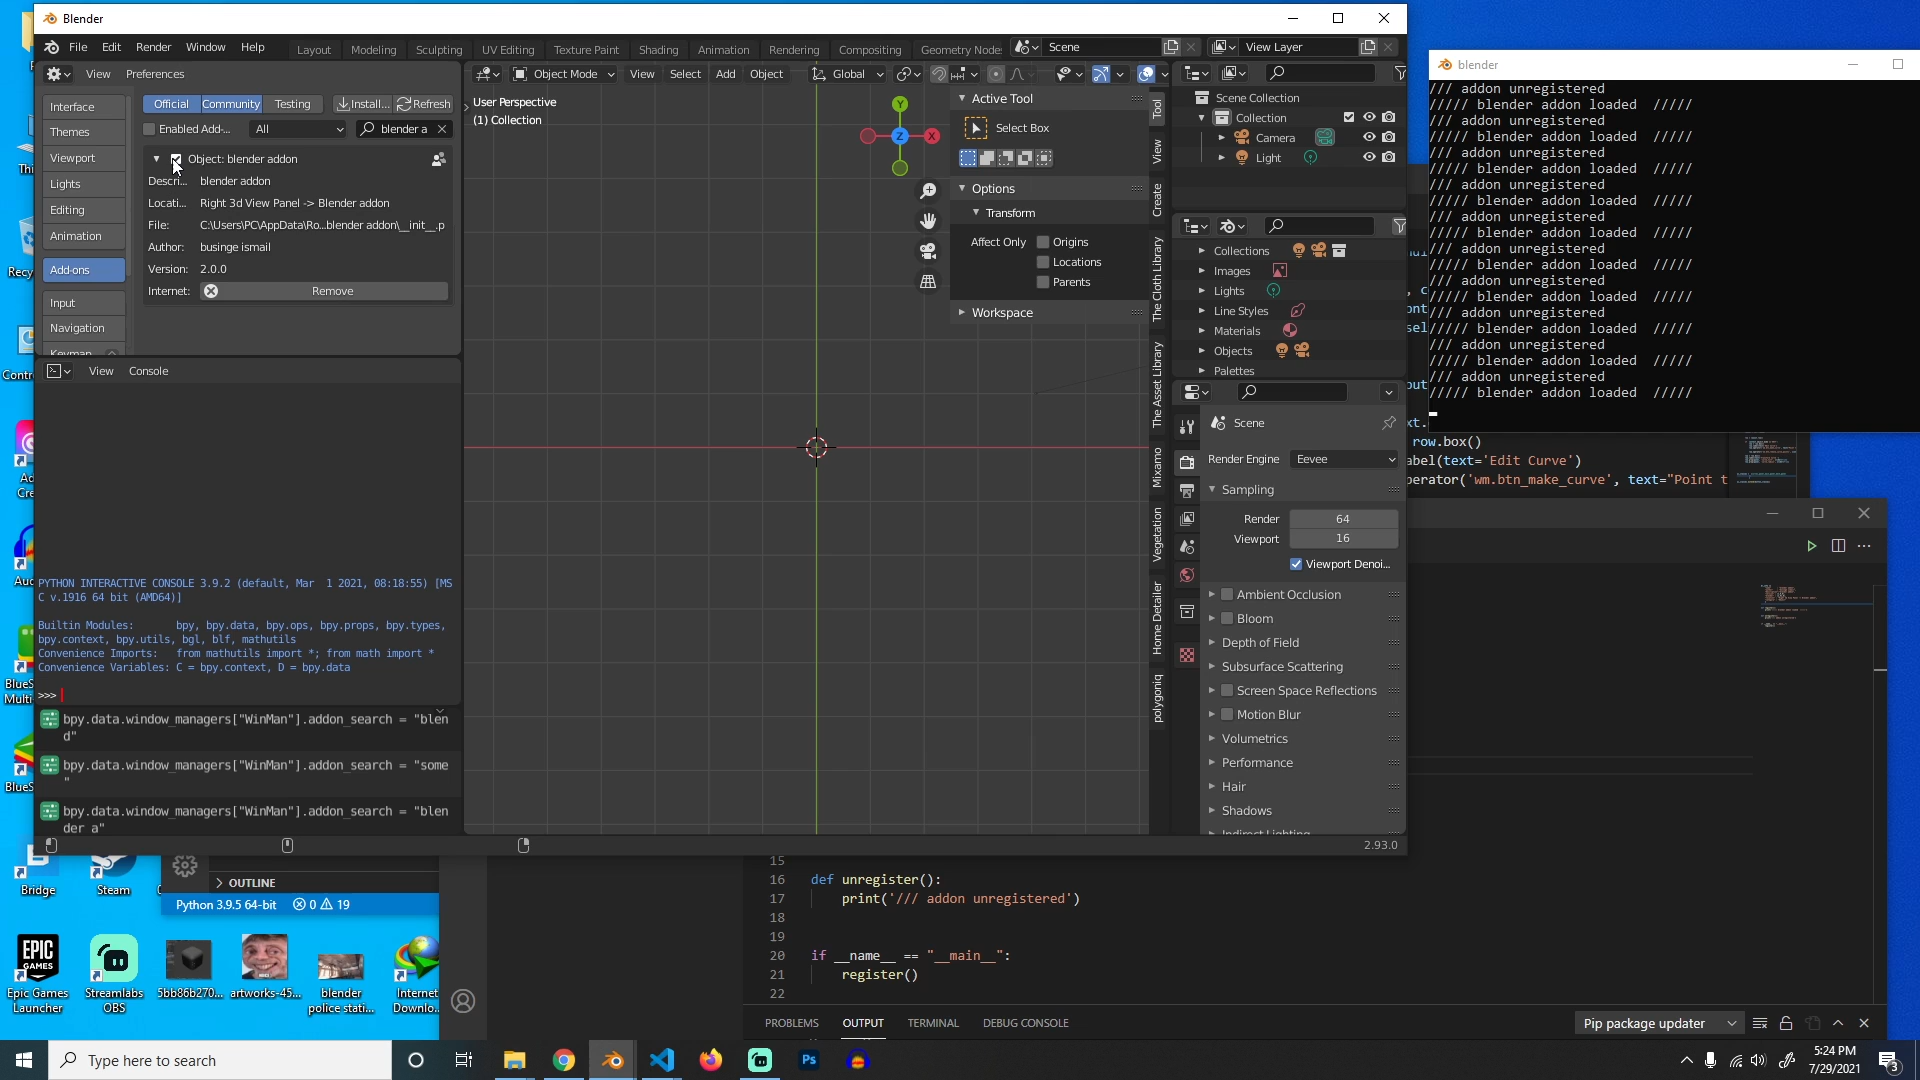 Blender
File Edit Render Window Help
Layout Modeling Sculpting UV Editing Texture Paint Shading Animation Rendering Compositing Geometry Node
Scene
View Layer
View Preferences
Object Mode View Select Add Object Global
Interface
Themes
Viewport
Lights
Editing
Animation
Add-ons
Input
Navigation
Keymap
Official Community Testing Install... Refresh
Enabled Add-... All blender a
Object: blender addon
Descri... blender addon
Locati... Right 3d View Panel -> Blender addon
File: C:\Users\PC\AppData\Ro...blender addon\__init__.p
Author: businge ismail
Version: 2.0.0
Internet: Remove
View Console
PYTHON INTERACTIVE CONSOLE 3.9.2 (default, Mar 1 2021, 08:18:55) [MS
C v.1916 64 bit (AMD64)]
Builtin Modules: bpy, bpy.data, bpy.ops, bpy.props, bpy.types,
bpy.context, bpy.utils, bgl, blf, mathutils
Convenience Imports: from mathutils import *; from math import *
Convenience Variables: C = bpy.context, D = bpy.data
>>>
bpy.data.window_managers["WinMan"].addon_search = "blen
d"
bpy.data.window_managers["WinMan"].addon_search = "some
"
bpy.data.window_managers["WinMan"].addon_search = "blen
der a"
User Perspective
(1) Collection
Y
Z
X
Active Tool
Select Box
Options
Transform
Affect Only Origins
Locations
Parents
Workspace
Tool
View
Create
The Cloth Library
The Asset Library
Mixamo
Vegetation
Home Detailer
polygoniq
Scene Collection
Collection
Camera
Light
Collections
Images
Lights
Line Styles
Materials
Objects
Palettes
Scene
Render Engine Eevee
Sampling
Render 64
Viewport 16
Viewport Denoi...
Ambient Occlusion
Bloom
Depth of Field
Subsurface Scattering
Screen Space Reflections
Motion Blur
Volumetrics
Performance
Hair
Shadows
Indirect Lighting
2.93.0
blender
/// addon unregistered
///// blender addon loaded /////
/// addon unregistered
///// blender addon loaded /////
/// addon unregistered
///// blender addon loaded /////
/// addon unregistered
///// blender addon loaded /////
/// addon unregistered
///// blender addon loaded /////
/// addon unregistered
///// blender addon loaded /////
/// addon unregistered
///// blender addon loaded /////
/// addon unregistered
///// blender addon loaded /////
/// addon unregistered
///// blender addon loaded /////
/// addon unregistered
///// blender addon loaded /////
row.box()
abel(text='Edit Curve')
perator('wm.btn_make_curve', text="Point t
15
16 def unregister():
17 print('/// addon unregistered')
18
19
20 if __name__ == "__main__":
21 register()
22
PROBLEMS OUTPUT TERMINAL DEBUG CONSOLE
Pip package updater
OUTLINE
Python 3.9.5 64-bit 0 19
Bridge
Steam
Epic Games
Launcher
Streamlabs
OBS
5bb86b270...
artworks-45...
blender
police stati...
Internet
Downlo...
EPIC
GAMES
Type here to search
Ps
5:24 PM
7/29/2021
3